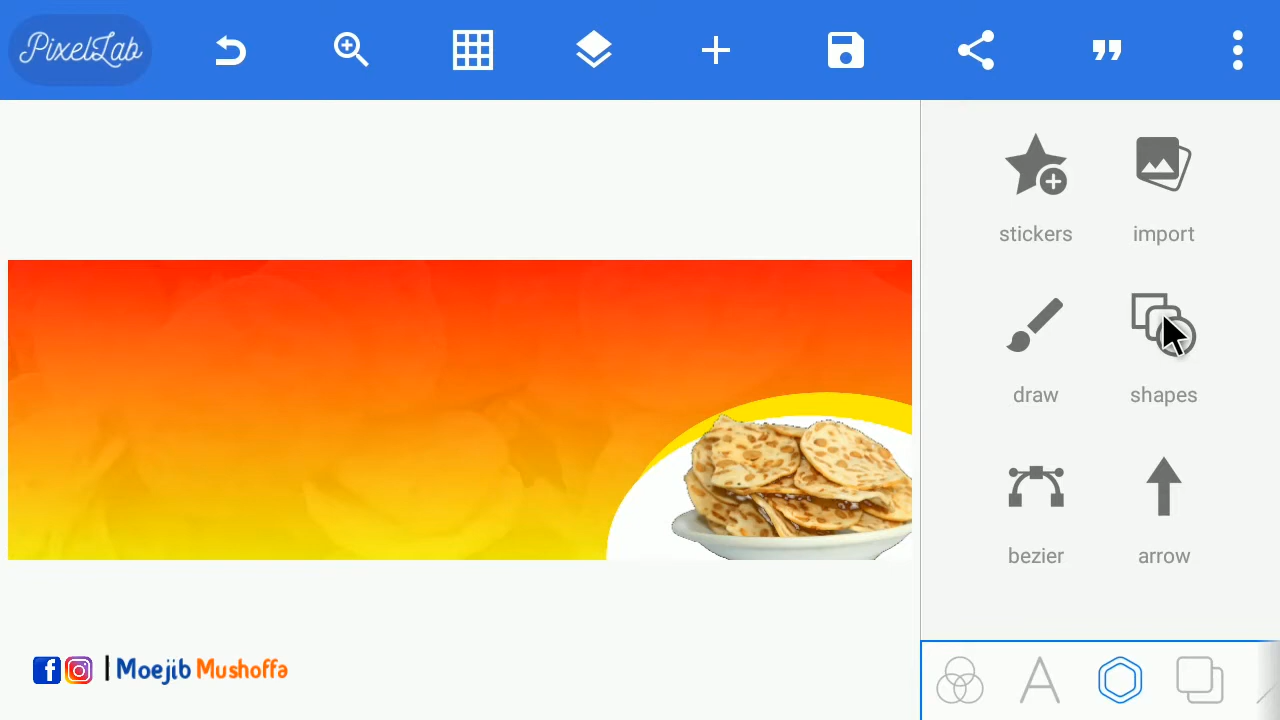 PixelLab
stickers import
draw shapes
bezier arrow
f | Moejib Mushoffa